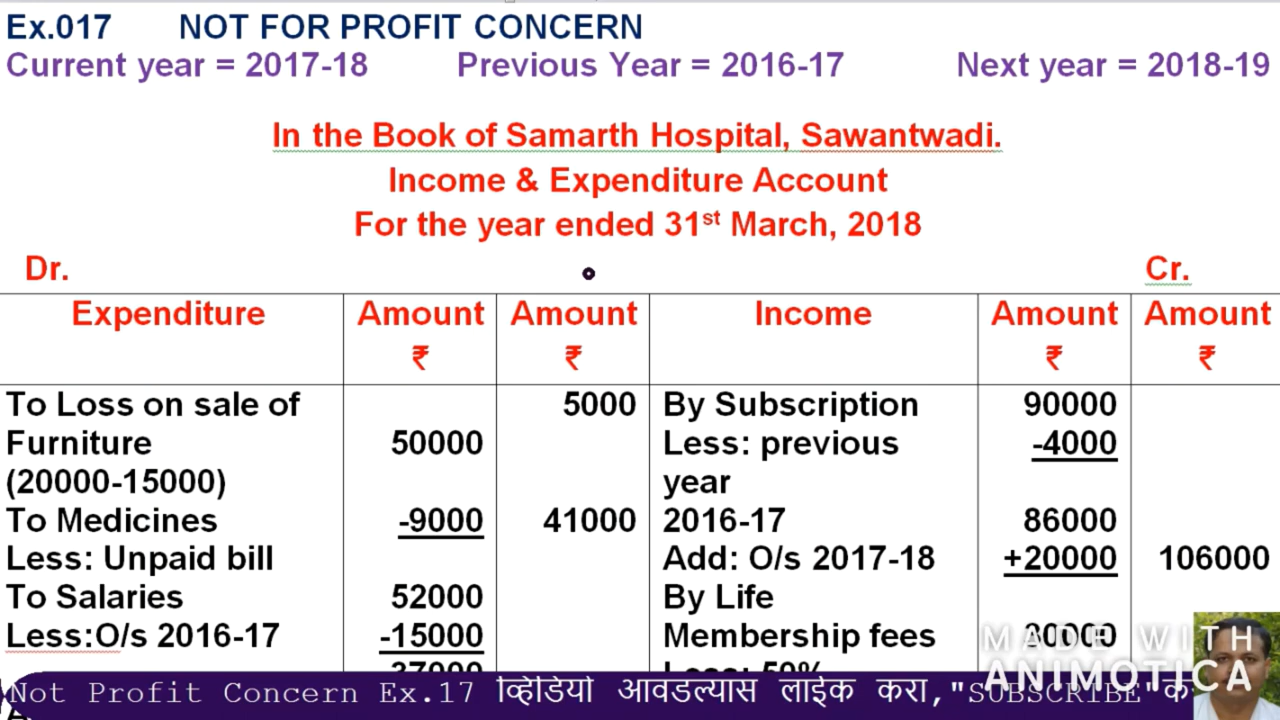 Ex.017 NOT FOR PROFIT CONCERN
Current year = 2017-18 Previous Year = 2016-17 Next year = 2018-19
In the Book of Samarth Hospital, Sawantwadi.
Income & Expenditure Account
For the year ended 31st March, 2018
Dr. Cr.
Expenditure Amount Amount Income Amount Amount
₹ ₹ ₹ ₹
To Loss on sale of 5000 By Subscription 90000
Furniture 50000 Less: previous -4000
(20000-15000) year
To Medicines -9000 41000 2016-17 86000
Less: Unpaid bill Add: O/s 2017-18 +20000 106000
To Salaries 52000 By Life
Less:O/s 2016-17 -15000 Membership fees
37000 Less: 50%
MADE WITH
ANIMOTICA
Not Profit Concern Ex.17 व्हिडियो आवडल्यास लाईक करा,"SUBSCRIBE"क